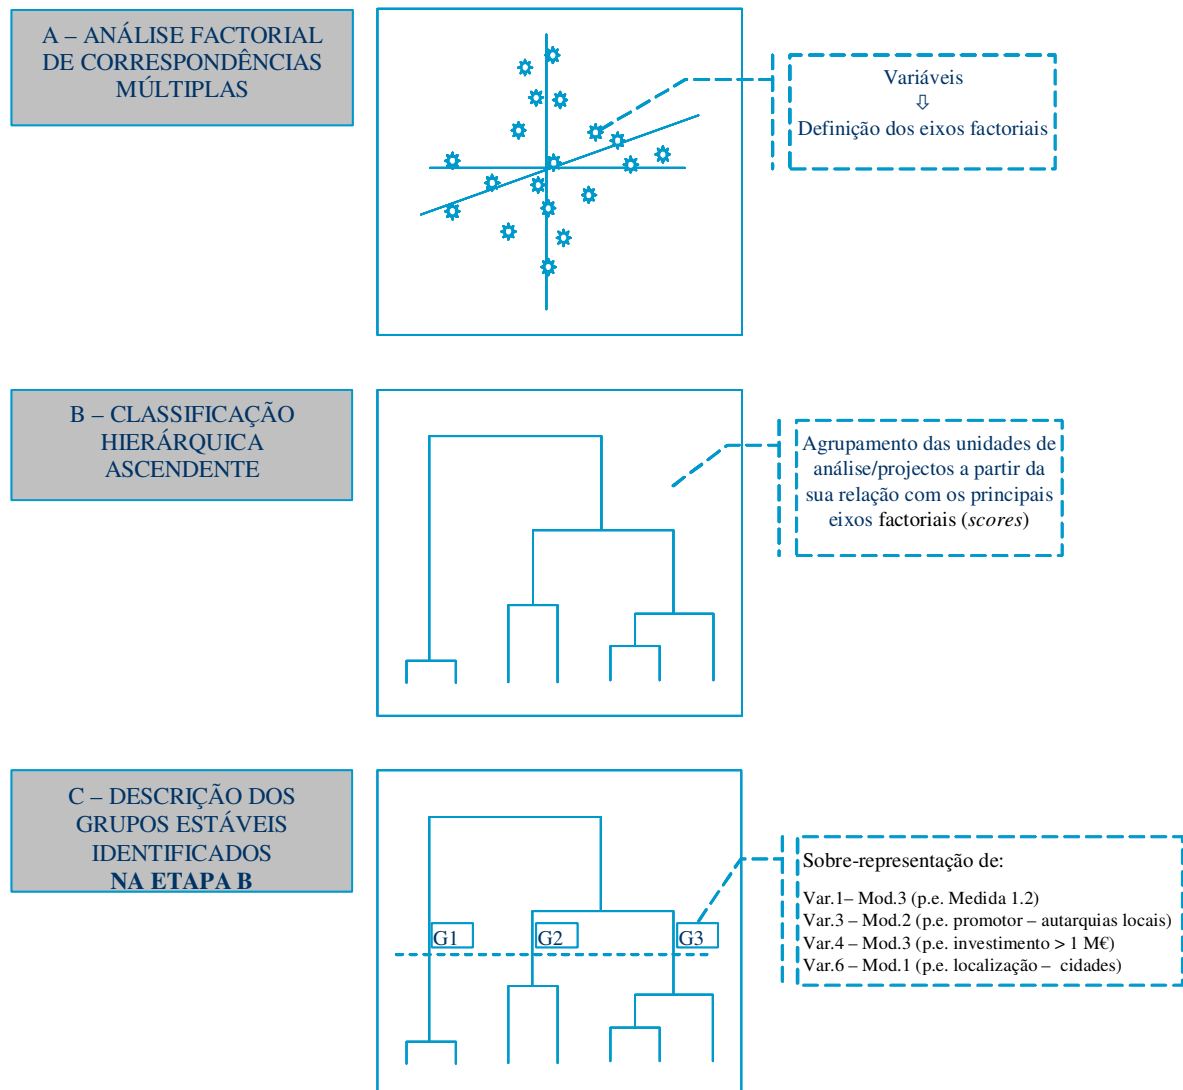 A – ANÁLISE FACTORIAL
DE CORRESPONDÊNCIAS
MÚLTIPLAS
Variáveis
⇩
Definição dos eixos factoriais
B – CLASSIFICAÇÃO
HIERÁRQUICA
ASCENDENTE
Agrupamento das unidades de
análise/projectos a partir da
sua relação com os principais
eixos factoriais (scores)
C – DESCRIÇÃO DOS
GRUPOS ESTÁVEIS
IDENTIFICADOS
NA ETAPA B
G1
G2
G3
Sobre-representação de:
Var.1– Mod.3 (p.e. Medida 1.2)
Var.3 – Mod.2 (p.e. promotor – autarquias locais)
Var.4 – Mod.3 (p.e. investimento > 1 M€)
Var.6 – Mod.1 (p.e. localização – cidades)